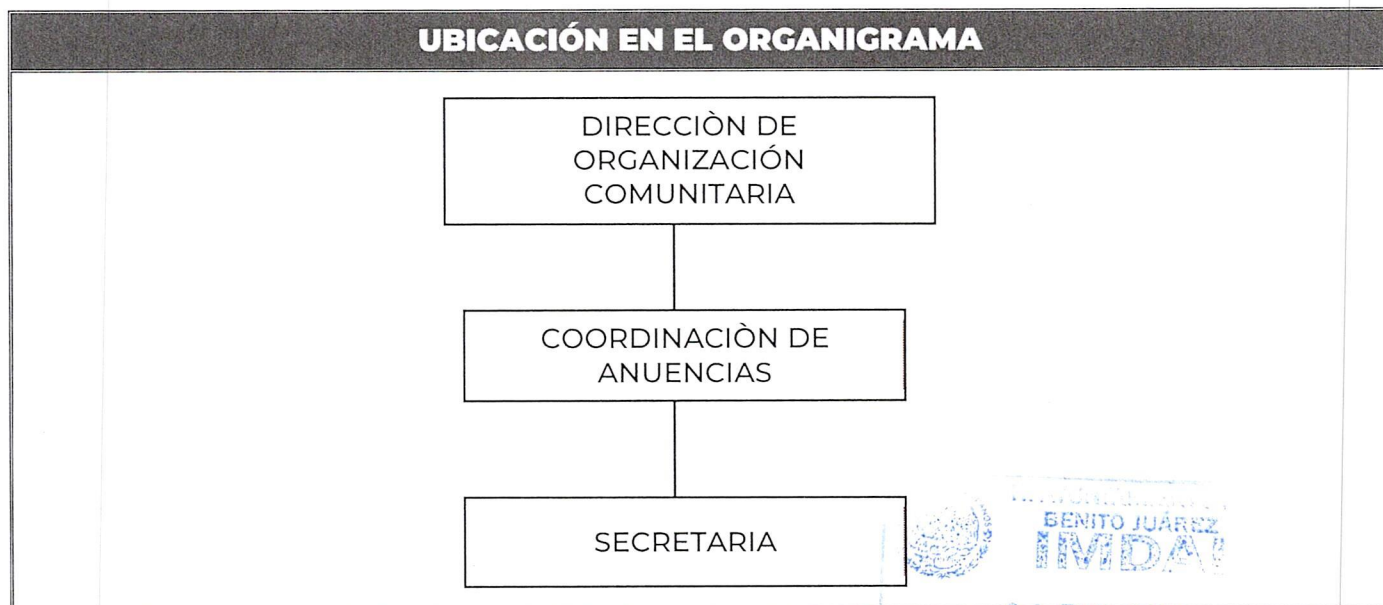 UBICACIÓN EN EL ORGANIGRAMA
DIRECCIÒN DE
ORGANIZACIÓN
COMUNITARIA
COORDINACIÒN DE
ANUENCIAS
SECRETARIA
BENITO JUÁREZ